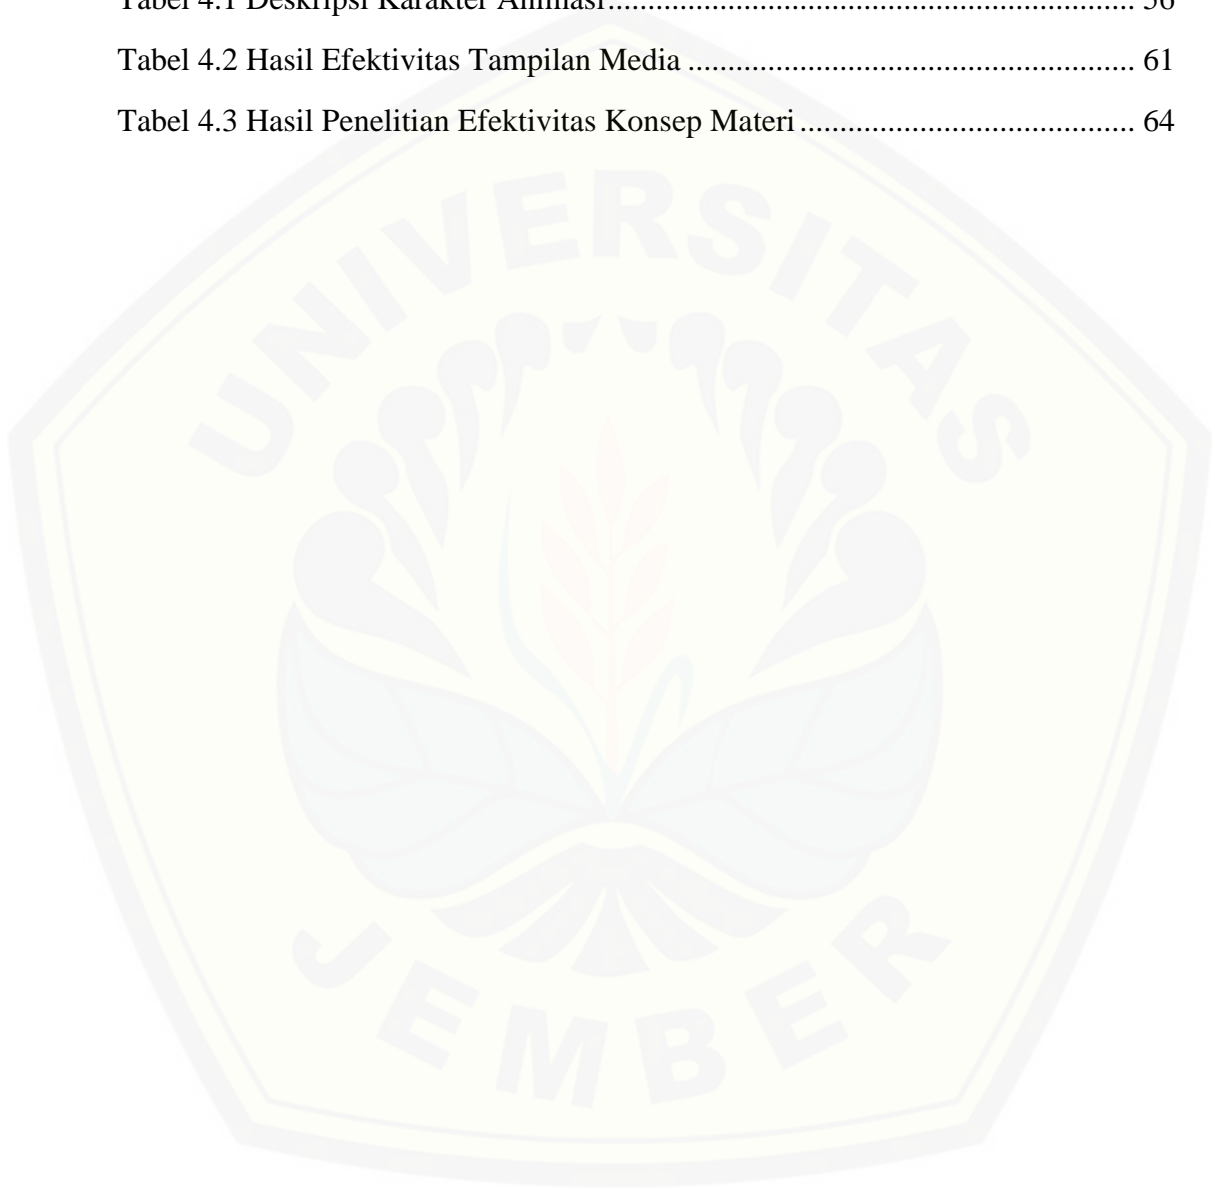 Tabel 4.1 Deskripsi Karakter Animasi.......................................................................... 56
Tabel 4.2 Hasil Efektivitas Tampilan Media ......................................................... 61
Tabel 4.3 Hasil Penelitian Efektivitas Konsep Materi........................................... 64
UNIVERSITAS
JEMBER